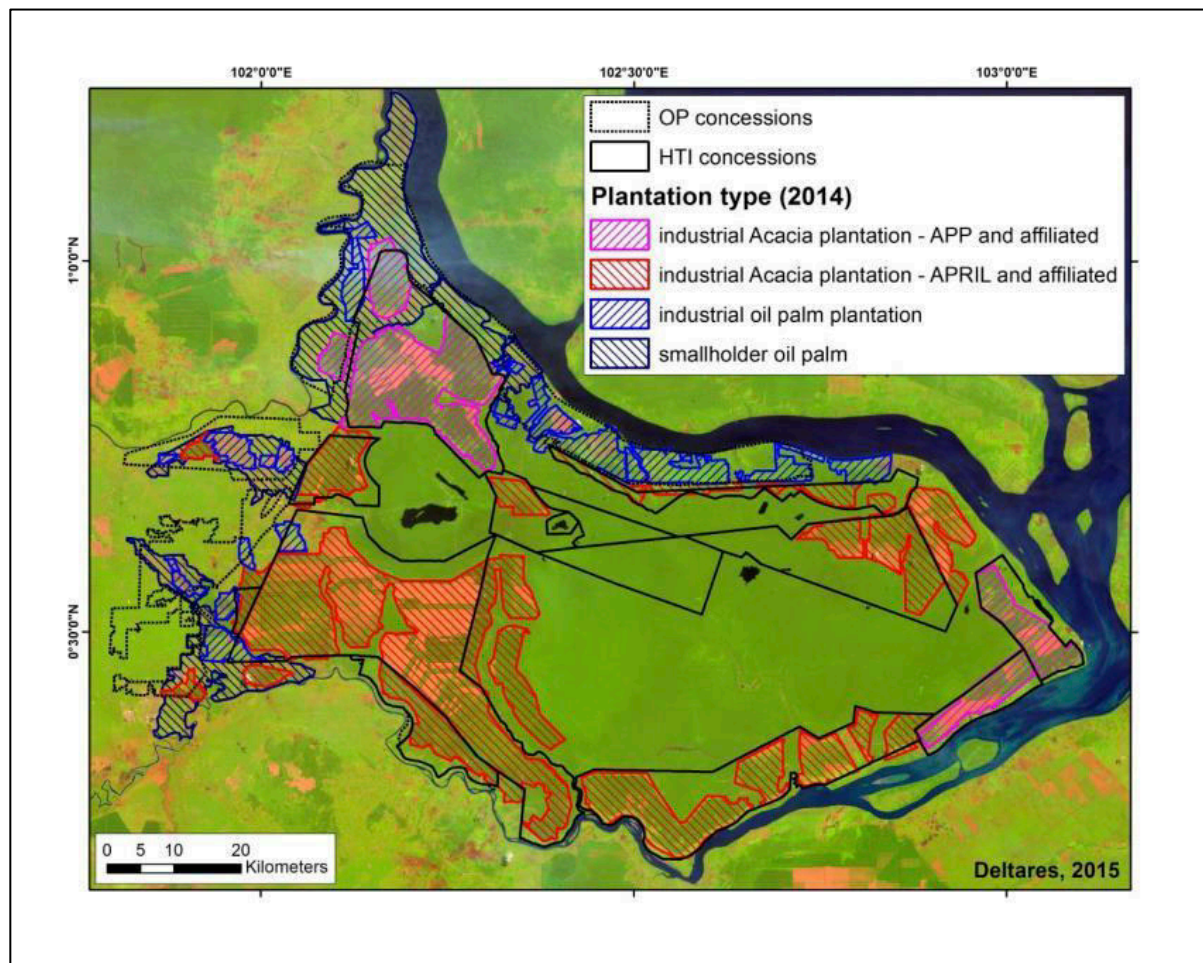 102°0'0"E
102°30'0"E
103°0'0"E
1°0'0"N
0°30'0"N
OP concessions
HTI concessions
Plantation type (2014)
industrial Acacia plantation - APP and affiliated
industrial Acacia plantation - APRIL and affiliated
industrial oil palm plantation
smallholder oil palm
0 5 10 20
Kilometers
Deltares, 2015